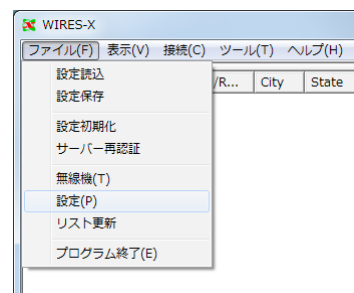 WIRES-X
ファイル(F) 表示(V) 接続(C) ツール(T) ヘルプ(H)
/R... City State
設定読込
設定保存
設定初期化
サーバー再認証
無線機(T)
設定(P)
リスト更新
プログラム終了(E)